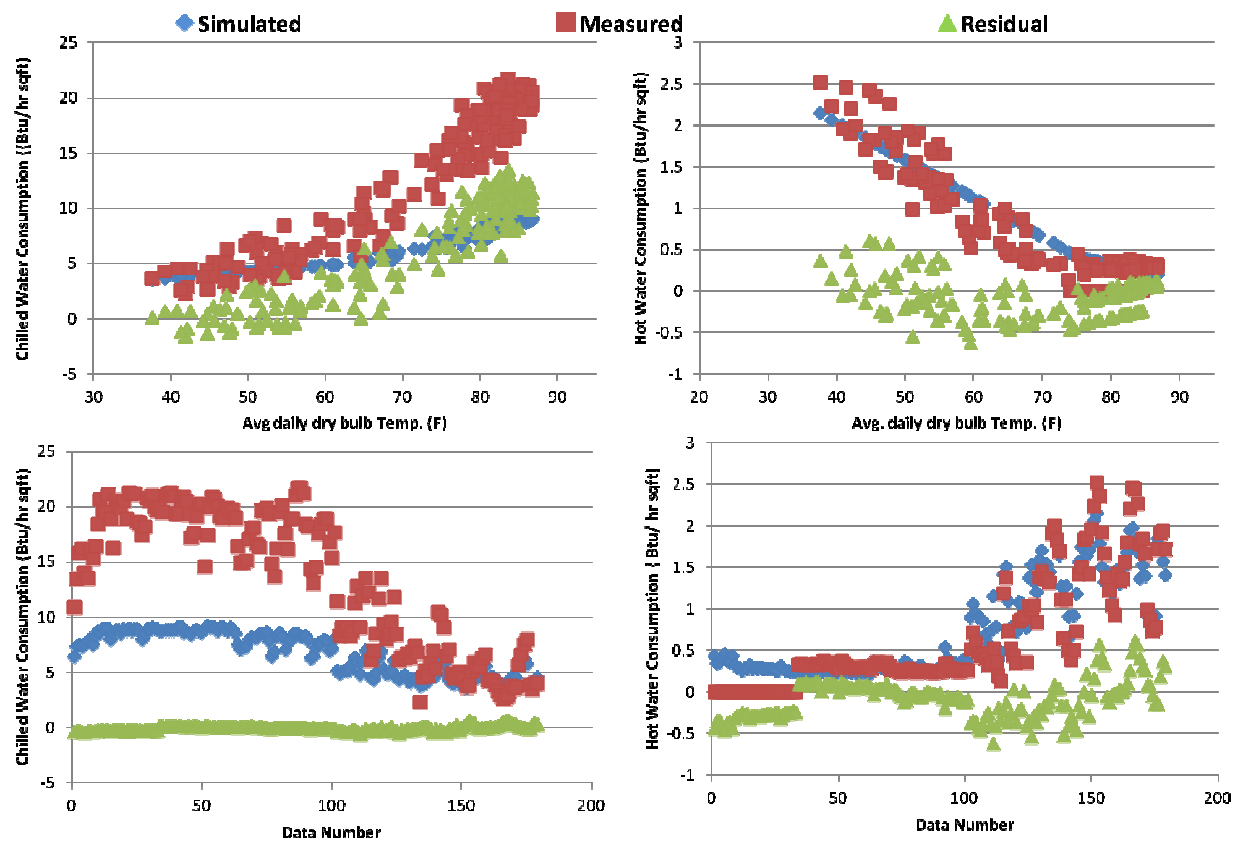 Simulated Measured Residual
Chilled Water Consumption ((Btu/hr sqft)
25
20
15
10
5
0
-5
30 40 50 60 70 80 90
Avg daily dry bulb Temp. (F)
Hot Water Consumption (Btu/hr sqft)
3
2.5
2
1.5
1
0.5
0
-0.5
-1
20 30 40 50 60 70 80 90
Avg. daily dry bulb Temp. (F)
Chilled Water Consumption (Btu/hr sqft)
25
20
15
10
5
0
-5
0 50 100 150 200
Data Number
Hot Water Consumption ( Btu/ hr sqft)
3
2.5
2
1.5
1
0.5
0
-0.5
-1
0 50 100 150 200
Data Number